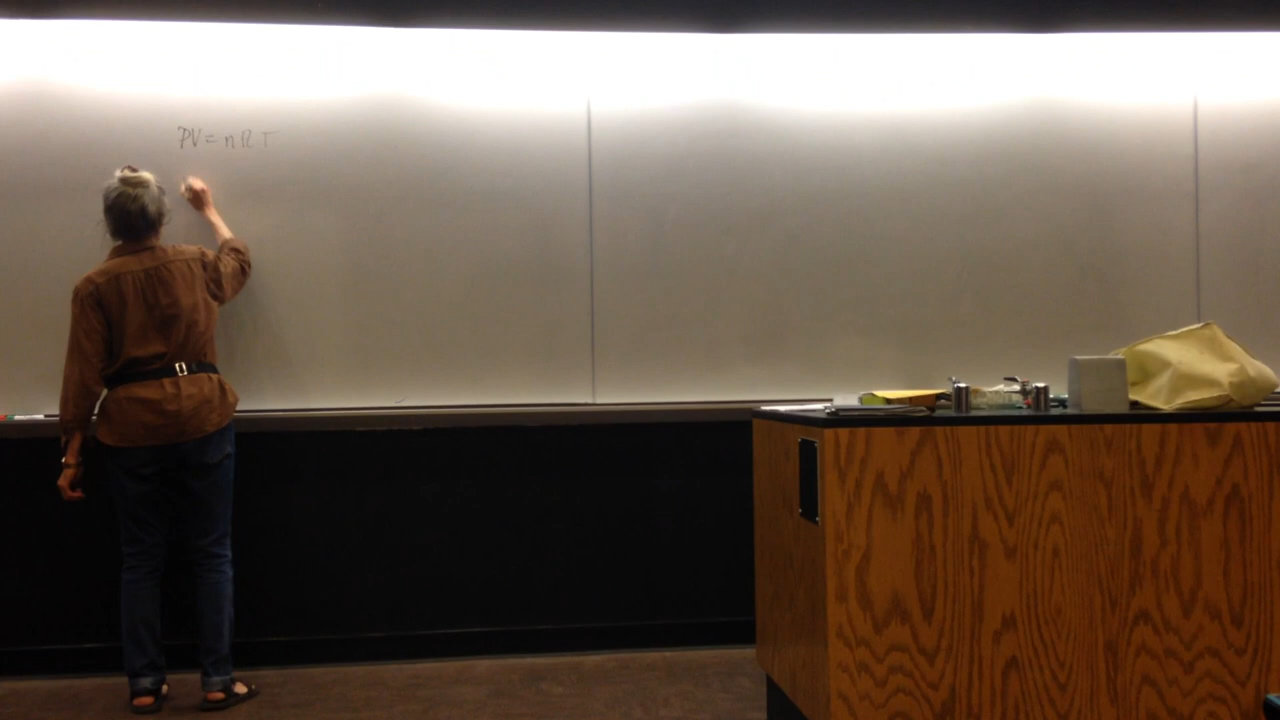 PV = nRT